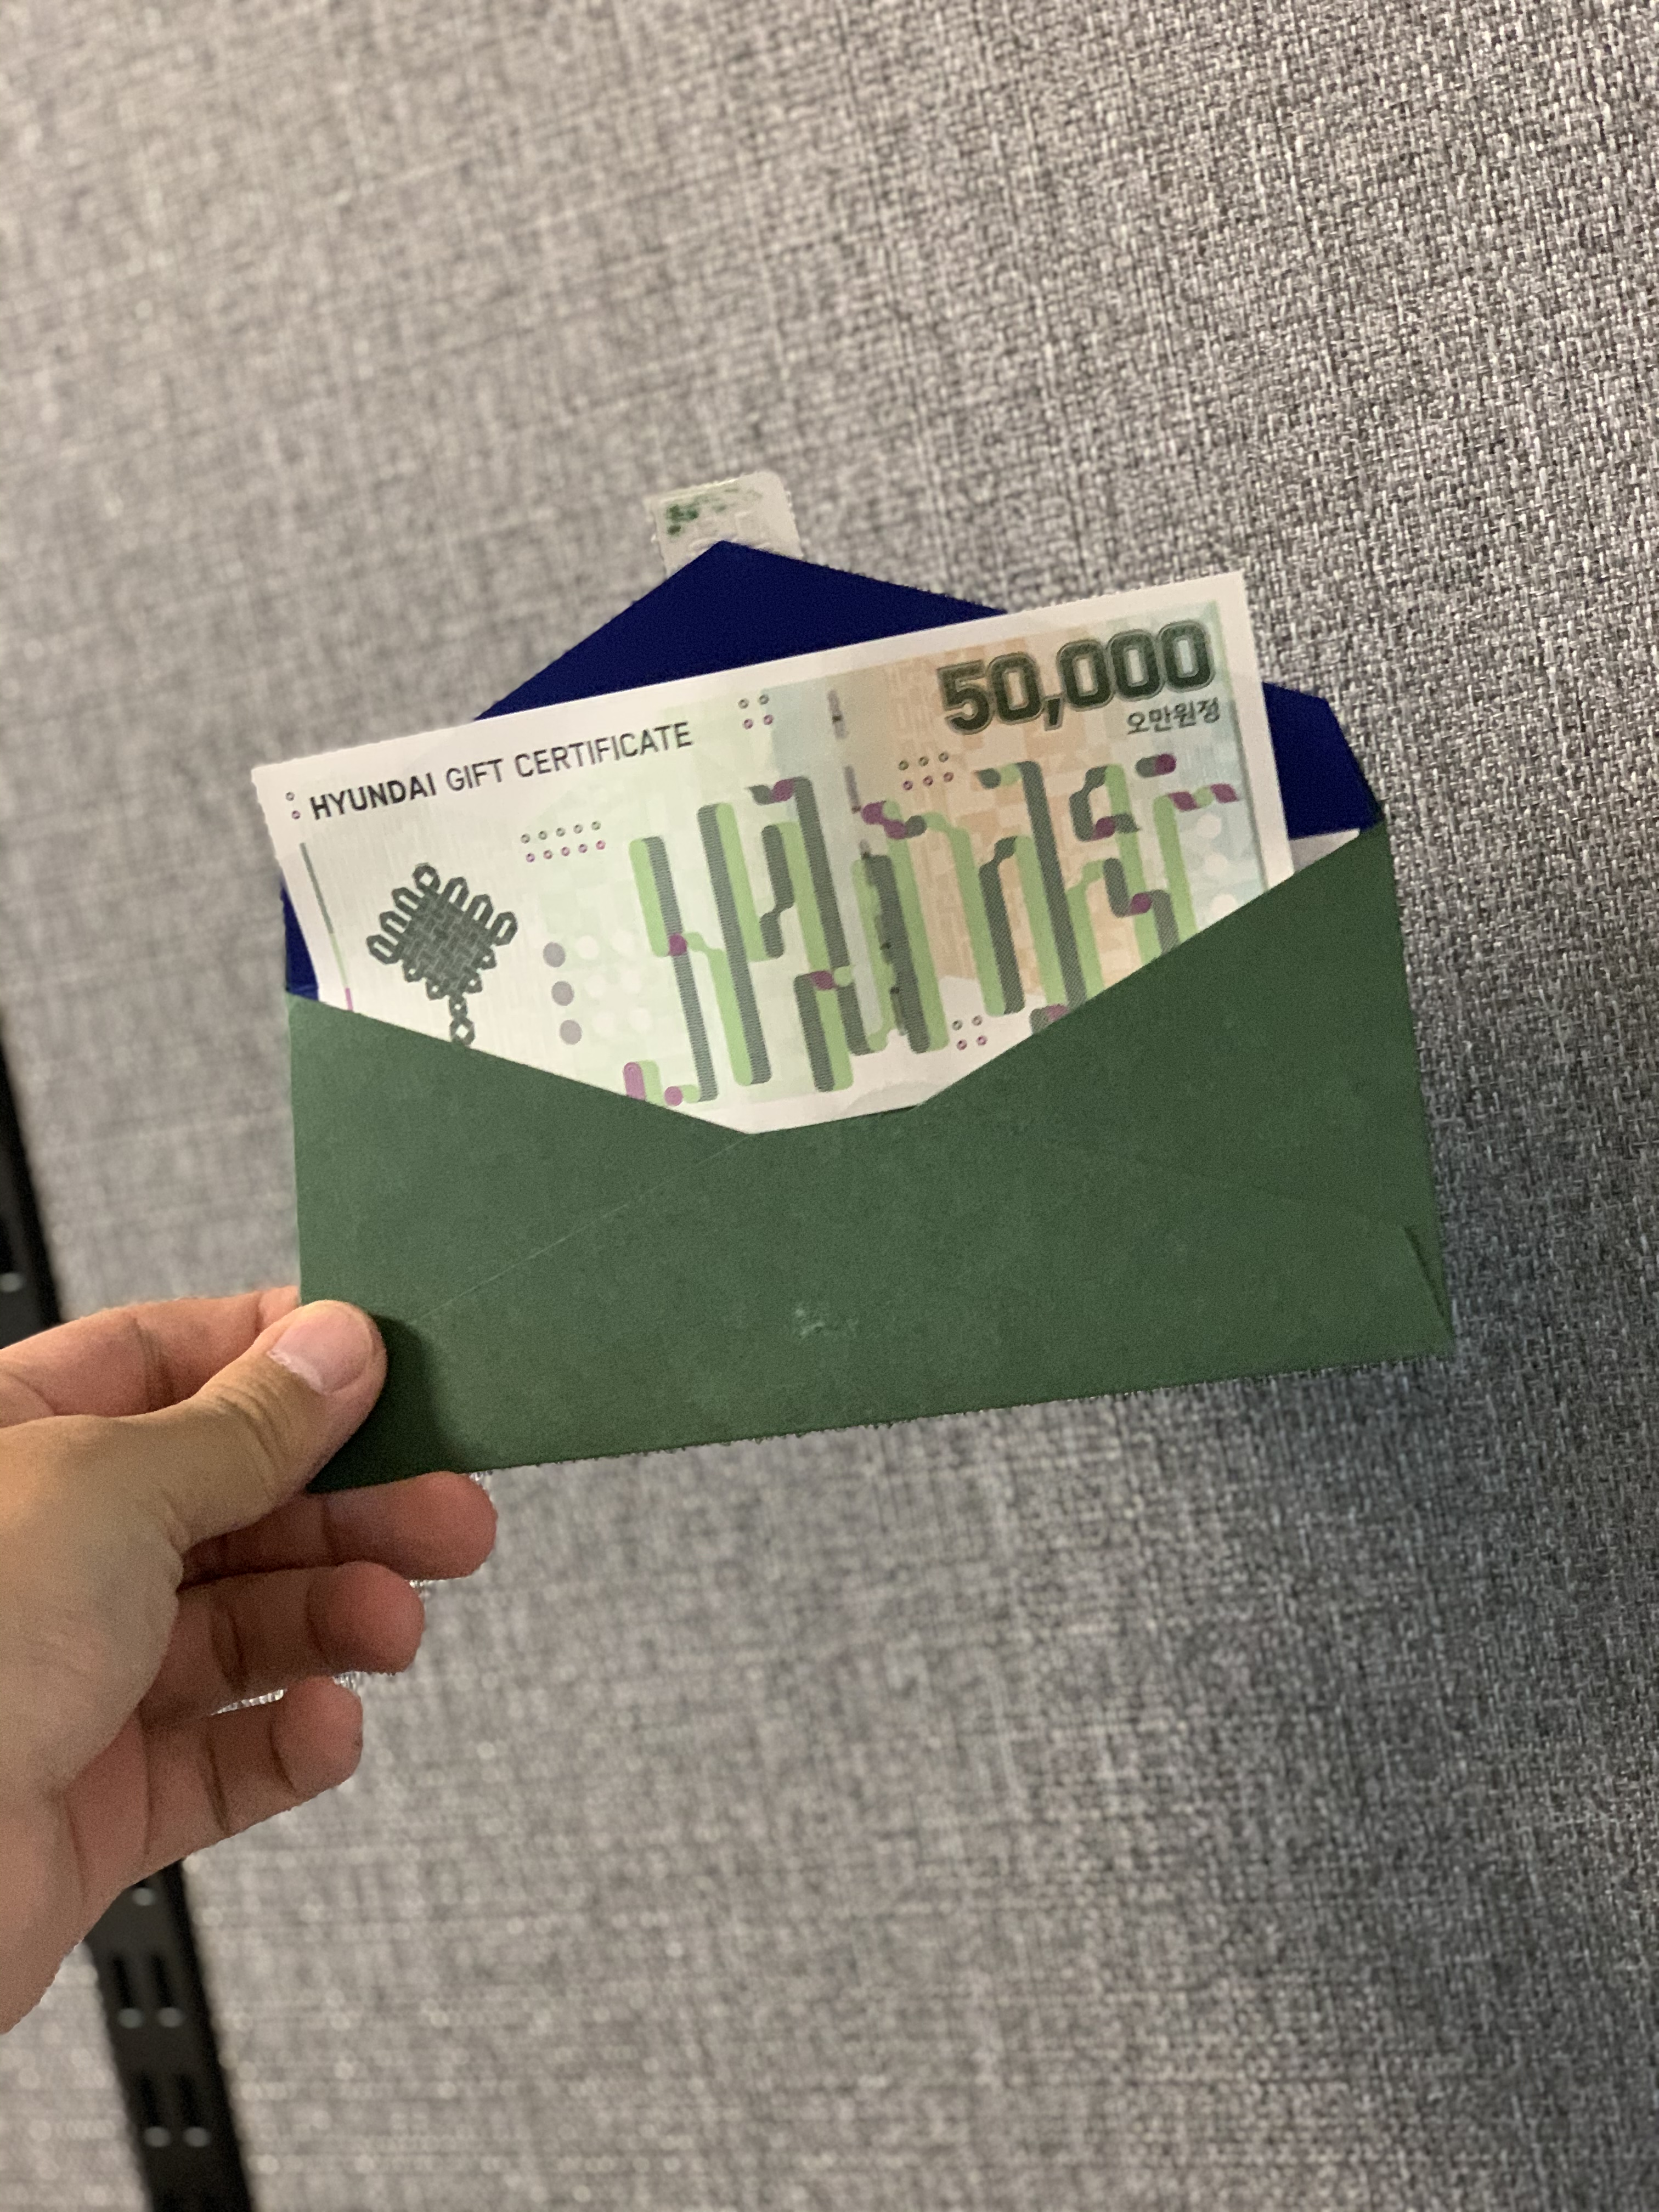 HYUNDAI GIFT CERTIFICATE
50,000
오만원정